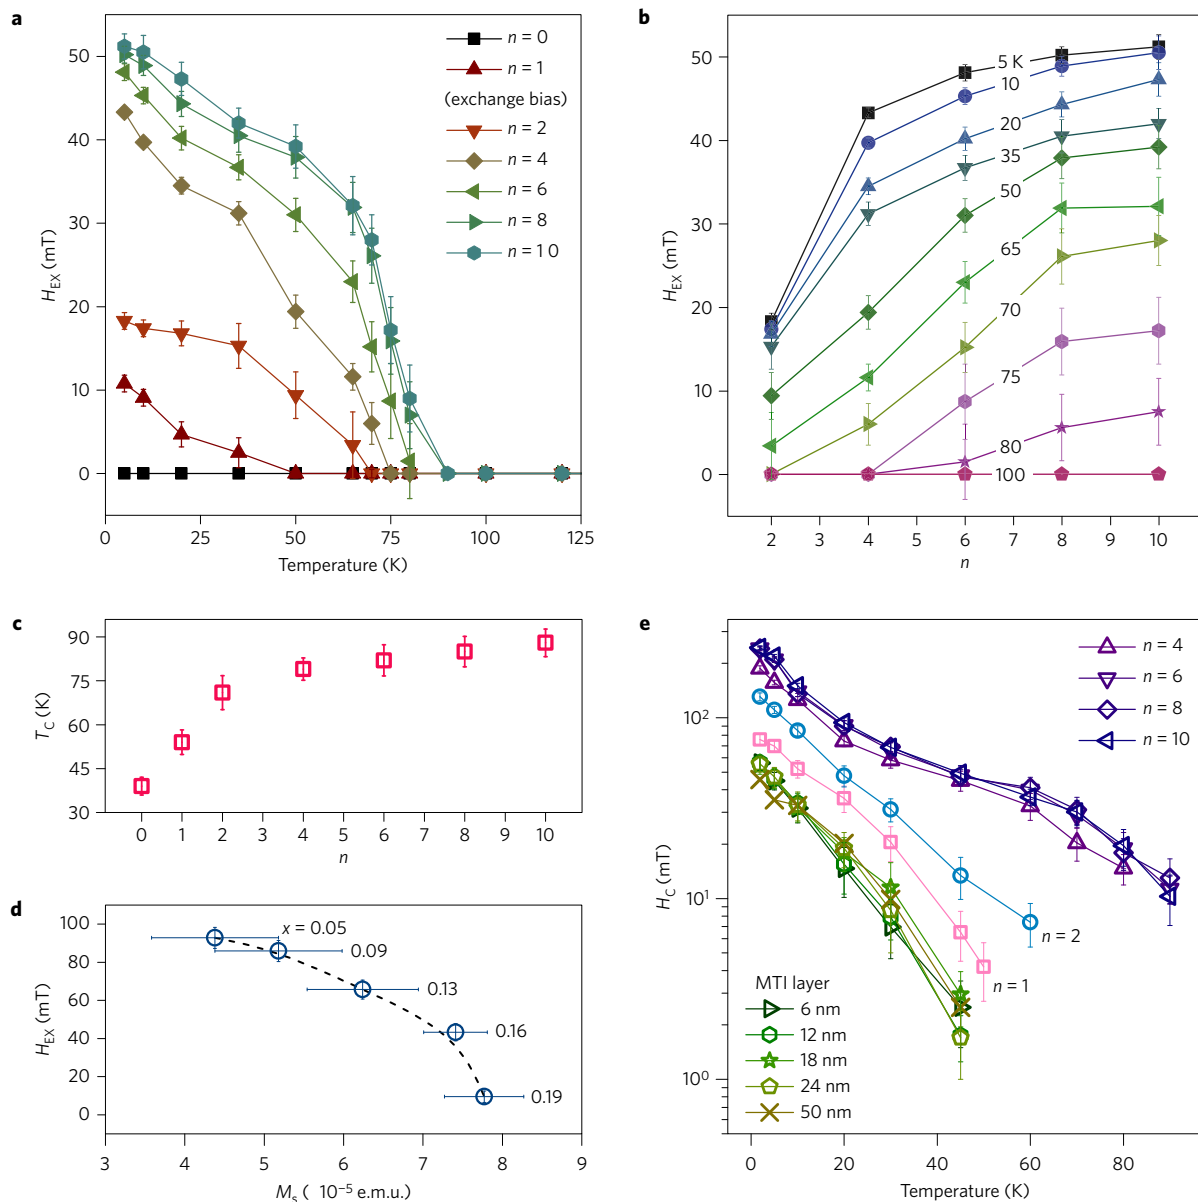 a
50
40
30
20
10
0
H_EX (mT)
0
25
50
75
100
125
Temperature (K)
n = 0
n = 1
(exchange bias)
n = 2
n = 4
n = 6
n = 8
n = 10
b
50
40
30
20
10
0
H_EX (mT)
5 K
10
20
35
50
65
70
75
80
100
2
3
4
5
6
7
8
9
10
n
c
90
75
60
45
30
T_C (K)
0
1
2
3
4
5
6
7
8
9
10
n
d
100
80
60
40
20
0
H_EX (mT)
x = 0.05
0.09
0.13
0.16
0.19
3
4
5
6
7
8
9
M_s ( 10⁻⁵ e.m.u.)
e
10²
10¹
10⁰
H_C (mT)
n = 4
n = 6
n = 8
n = 10
n = 2
n = 1
MTI layer
6 nm
12 nm
18 nm
24 nm
50 nm
0
20
40
60
80
Temperature (K)